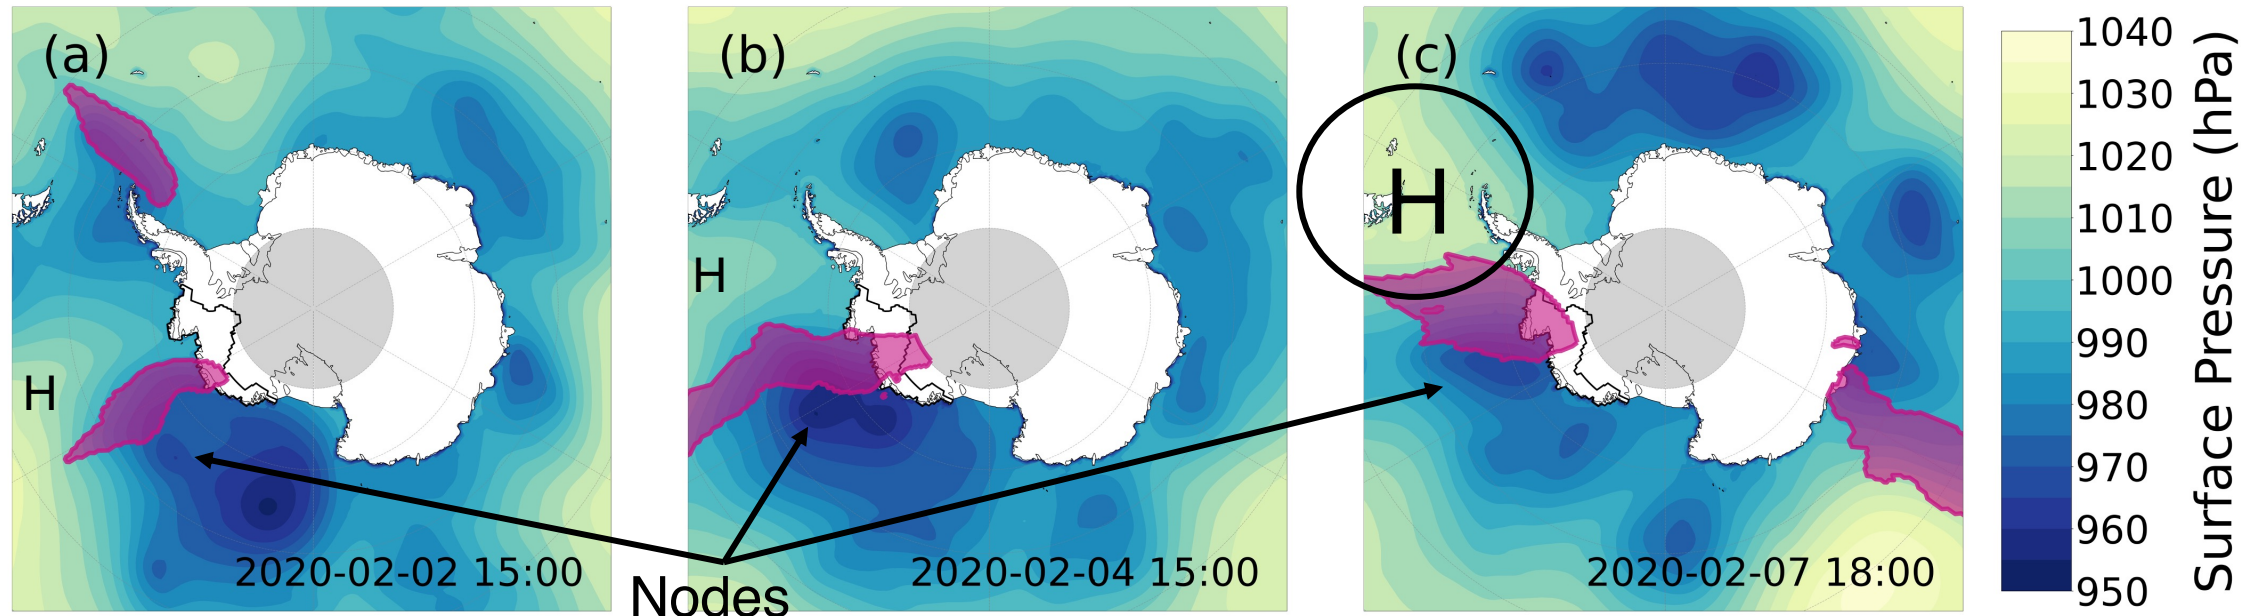 (a)
H
2020-02-02 15:00
(b)
H
2020-02-04 15:00
(c)
H
2020-02-07 18:00
Nodes
1040
1030
1020
1010
1000
990
980
970
960
950
Surface Pressure (hPa)